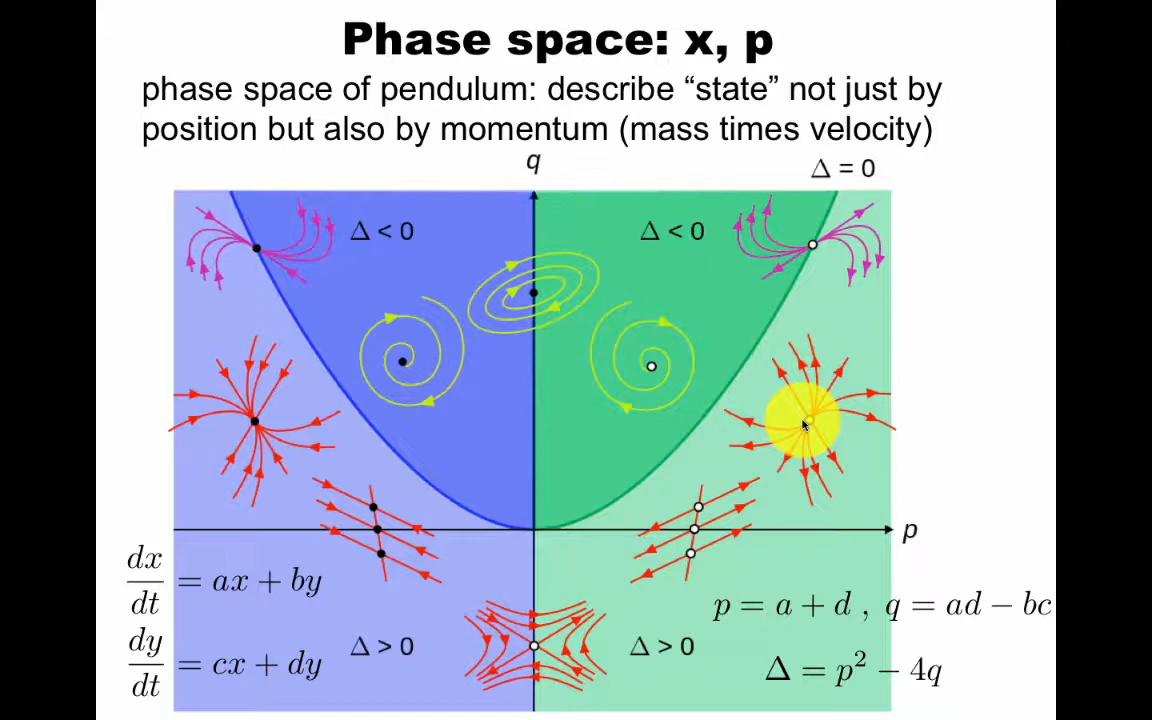 Phase space: x, p
phase space of pendulum: describe “state” not just by
position but also by momentum (mass times velocity)
q
Δ = 0
Δ < 0
Δ < 0
p
dx/dt = ax + by
p = a + d , q = ad − bc
Δ > 0
Δ > 0
dy/dt = cx + dy
Δ = p² − 4q